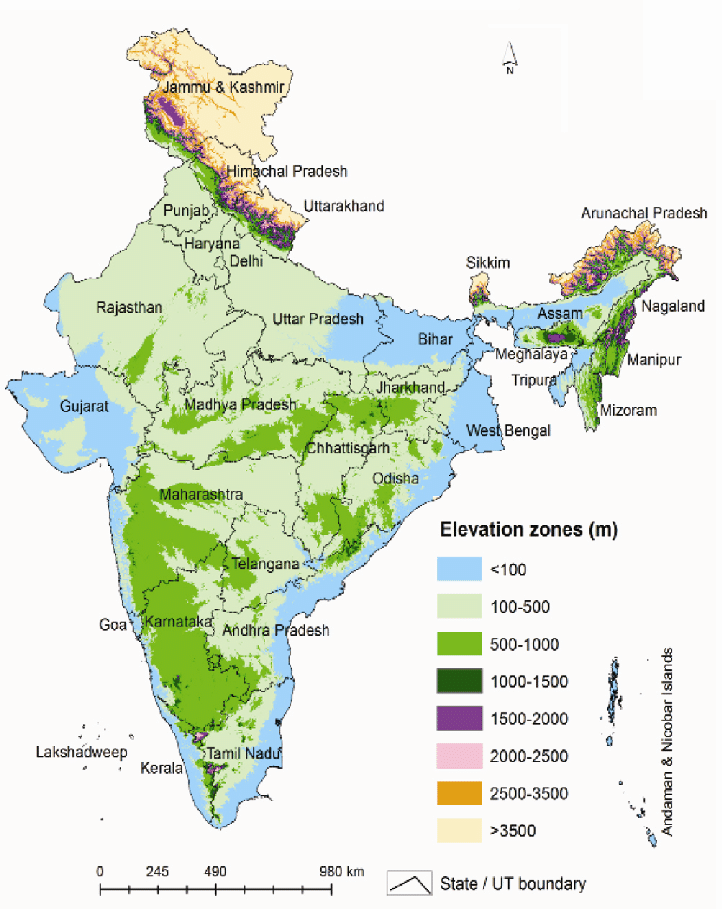 N
Jammu & Kashmir
Himachal Pradesh
Uttarakhand
Punjab
Arunachal Pradesh
Haryana
Delhi
Sikkim
Rajasthan
Nagaland
Assam
Uttar Pradesh
Bihar
Meghalaya
Manipur
Tripura
Jharkhand
Gujarat
Madhya Pradesh
Mizoram
West Bengal
Chhattisgarh
Odisha
Maharashtra
Elevation zones (m)
Telangana
<100
100-500
Goa
Karnataka
Andhra Pradesh
500-1000
1000-1500
1500-2000
Lakshadweep
Tamil Nadu
2000-2500
Kerala
2500-3500
>3500
Andaman & Nicobar Islands
0 245 490 980 km
State / UT boundary